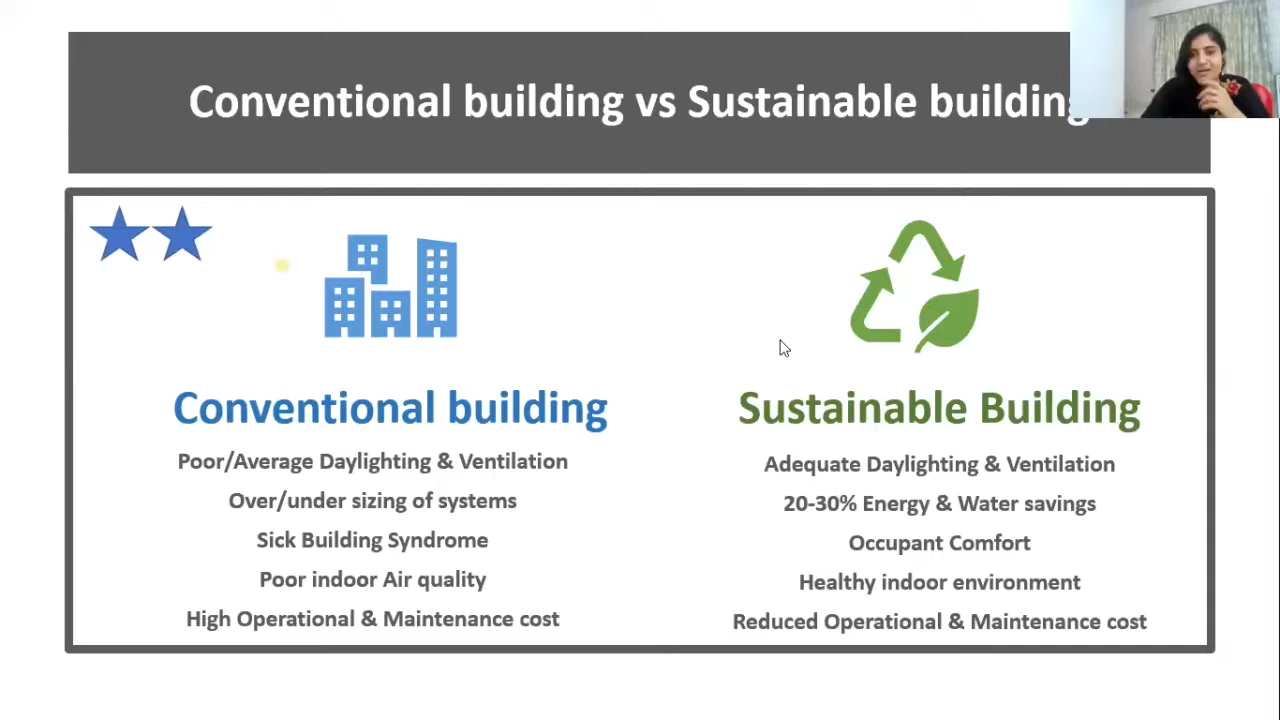 Conventional building vs Sustainable building
Conventional building
Poor/Average Daylighting & Ventilation
Over/under sizing of systems
Sick Building Syndrome
Poor indoor Air quality
High Operational & Maintenance cost
Sustainable Building
Adequate Daylighting & Ventilation
20-30% Energy & Water savings
Occupant Comfort
Healthy indoor environment
Reduced Operational & Maintenance cost